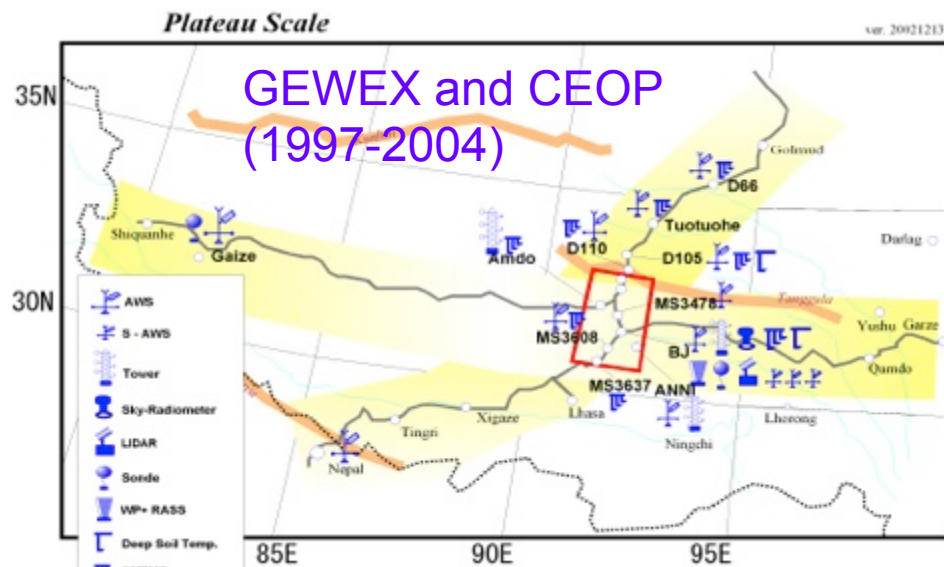 Plateau Scale
ver. 20021213
GEWEX and CEOP
(1997-2004)
35N
30N
Golmud
D66
Tuotuohe
D110
D105
Amdo
Darlag
Shiquanhe
Gaize
MS3478
Tanggula
MS3608
BJ
Yushu
Garze
Qamdo
MS3637
ANNI
Lhasa
Lhorong
Xigaze
Tingri
Ningchi
Nepal
AWS
S - AWS
Tower
Sky-Radiometer
LIDAR
Sonde
WP+ RASS
Deep Soil Temp.
85E
90E
95E